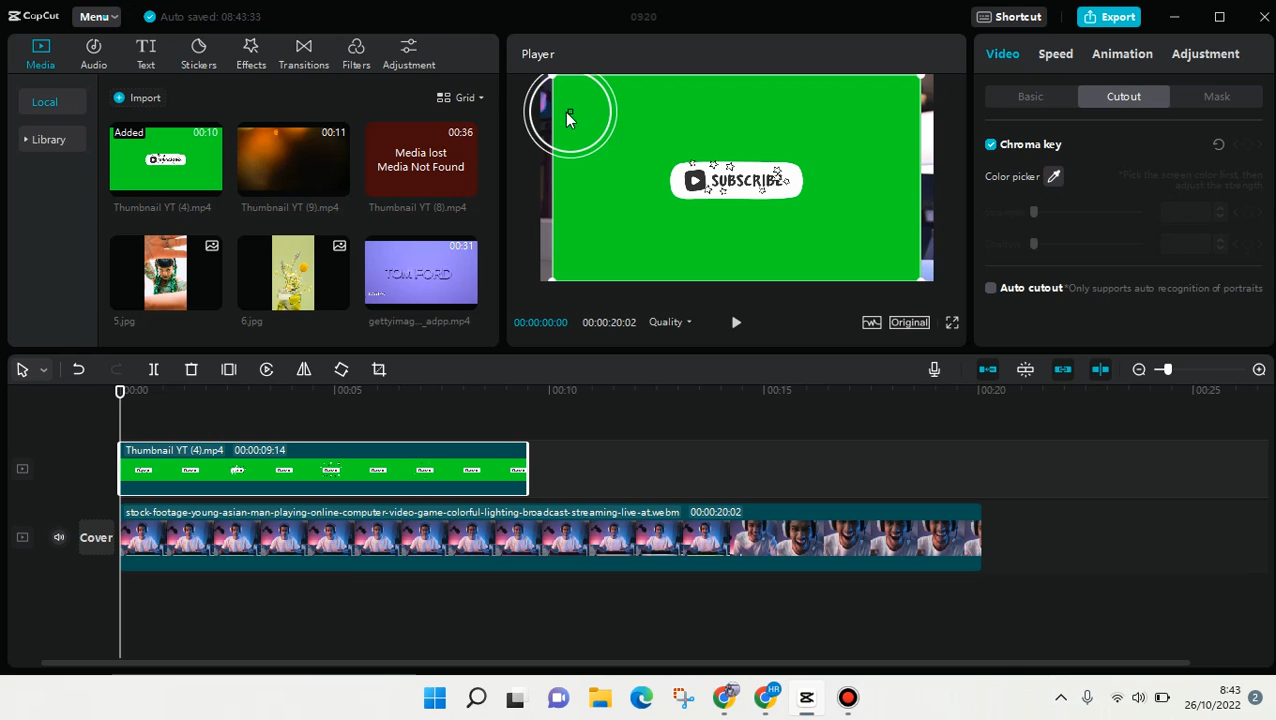 CapCut
Menu
Auto saved: 08:43:33
0920
Shortcut
Export
Media
Audio
Text
Stickers
Effects
Transitions
Filters
Adjustment
Player
Video
Speed
Animation
Adjustment
Local
Import
Grid
Library
Added
00:10
SUBSCRIBE
Thumbnail YT (4).mp4
00:11
Thumbnail YT (9).mp4
00:36
Media lost
Media Not Found
Thumbnail YT (8).mp4
5.jpg
6.jpg
00:31
TOM FORD
gettyimag..._adpp.mp4
SUBSCRIBE
00:00:00:00
00:00:20:02
Quality
Original
Basic
Cutout
Mask
Chroma key
Color picker
*Pick the screen color first, then
adjust the strength
Auto cutout
*Only supports auto recognition of portraits
00:00
00:05
00:10
00:15
00:20
00:25
Thumbnail YT (4).mp4 00:00:09:14
stock-footage-young-asian-man-playing-online-computer-video-game-colorful-lighting-broadcast-streaming-live-at.webm 00:00:20:02
Cover
HR
8:43
26/10/2022
2